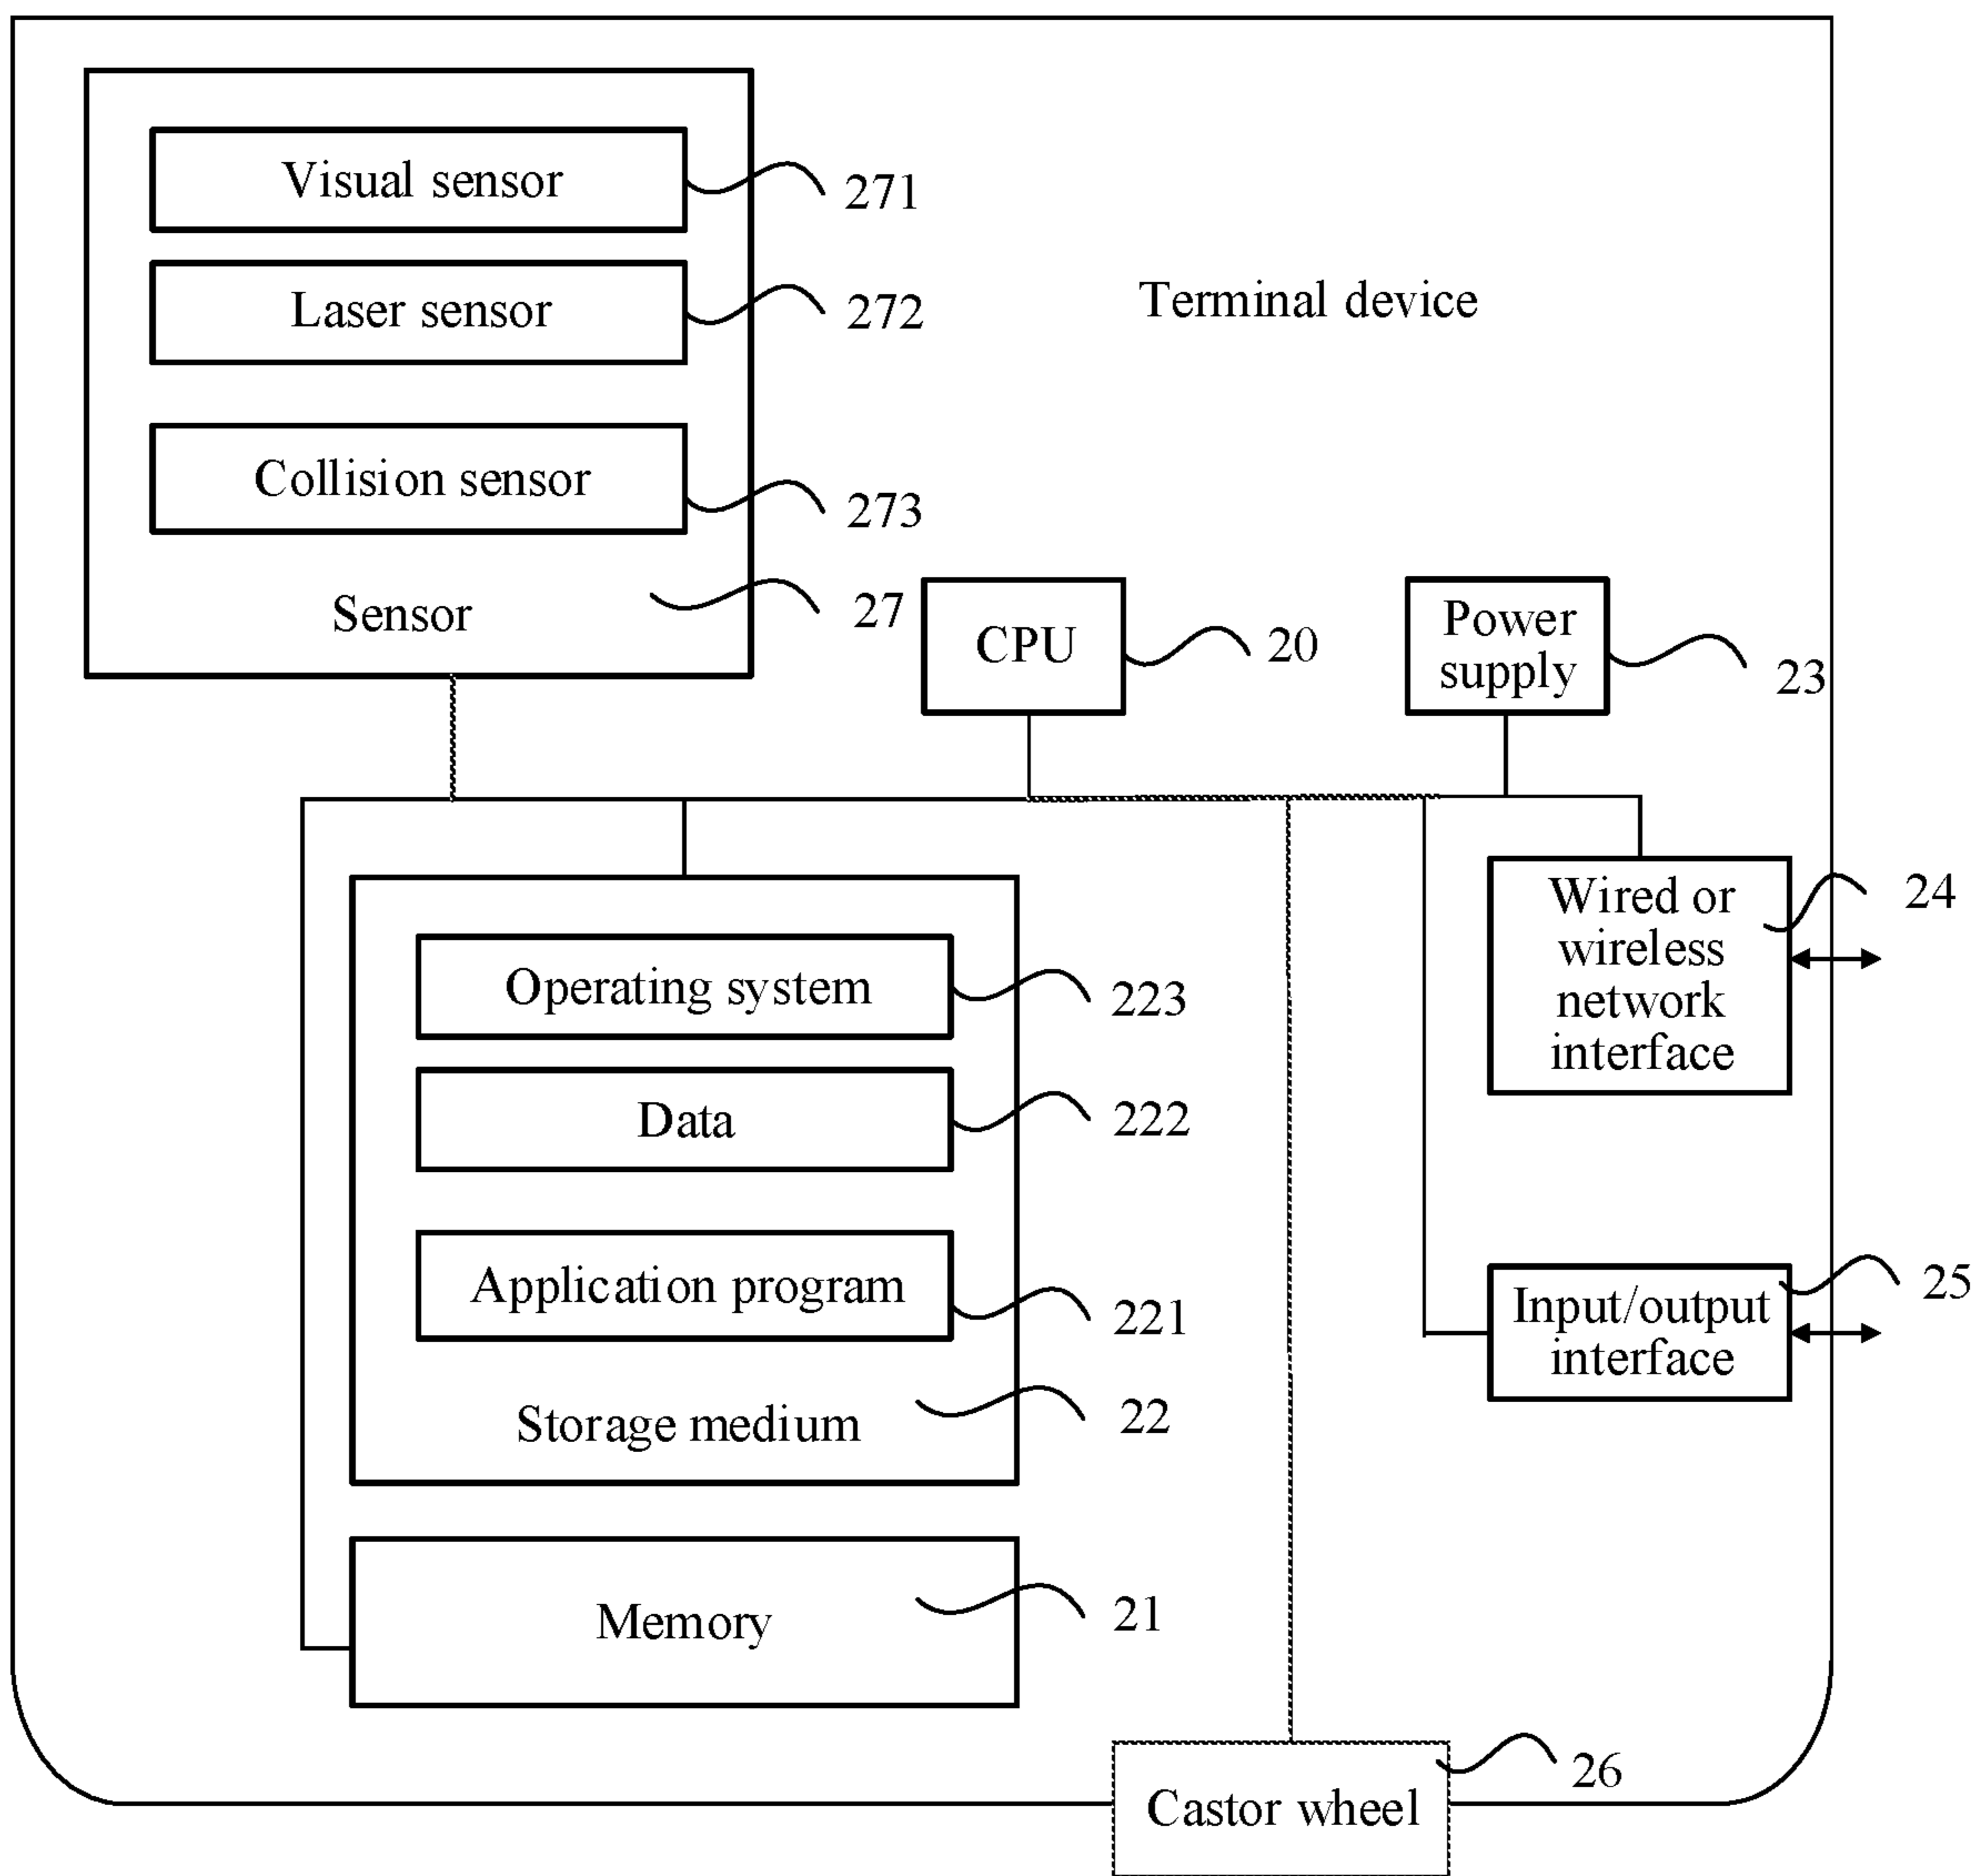 Visual sensor
271
Laser sensor
272
Terminal device
Collision sensor
273
Sensor
27
CPU
20
Power
supply
23
Wired or
wireless
network
interface
24
Operating system
223
Data
222
Application program
221
Input/output
interface
25
Storage medium
22
Memory
21
Castor wheel
26